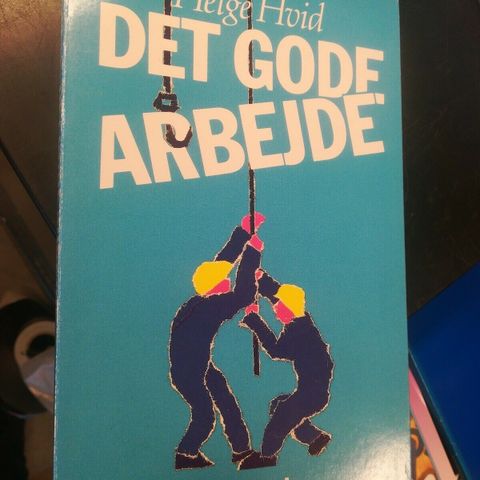 Helge Hvid
DET GODE
ARBEJDE